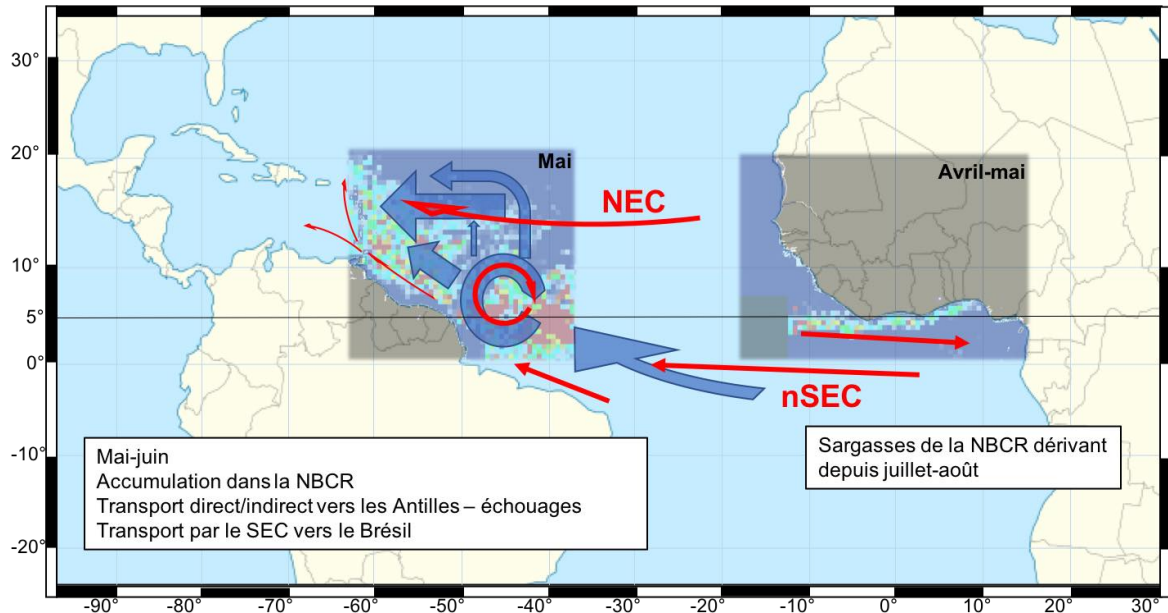 30°
20°
10°
5°
0°
-10°
-20°
Mai
Avril-mai
NEC
nSEC
Mai-juin
Accumulation dans la NBCR
Transport direct/indirect vers les Antilles – échouages
Transport par le SEC vers le Brésil
Sargasses de la NBCR dérivant
depuis juillet-août
-90° -80° -70° -60° -50° -40° -30° -20° -10° 0° 10° 20° 30°